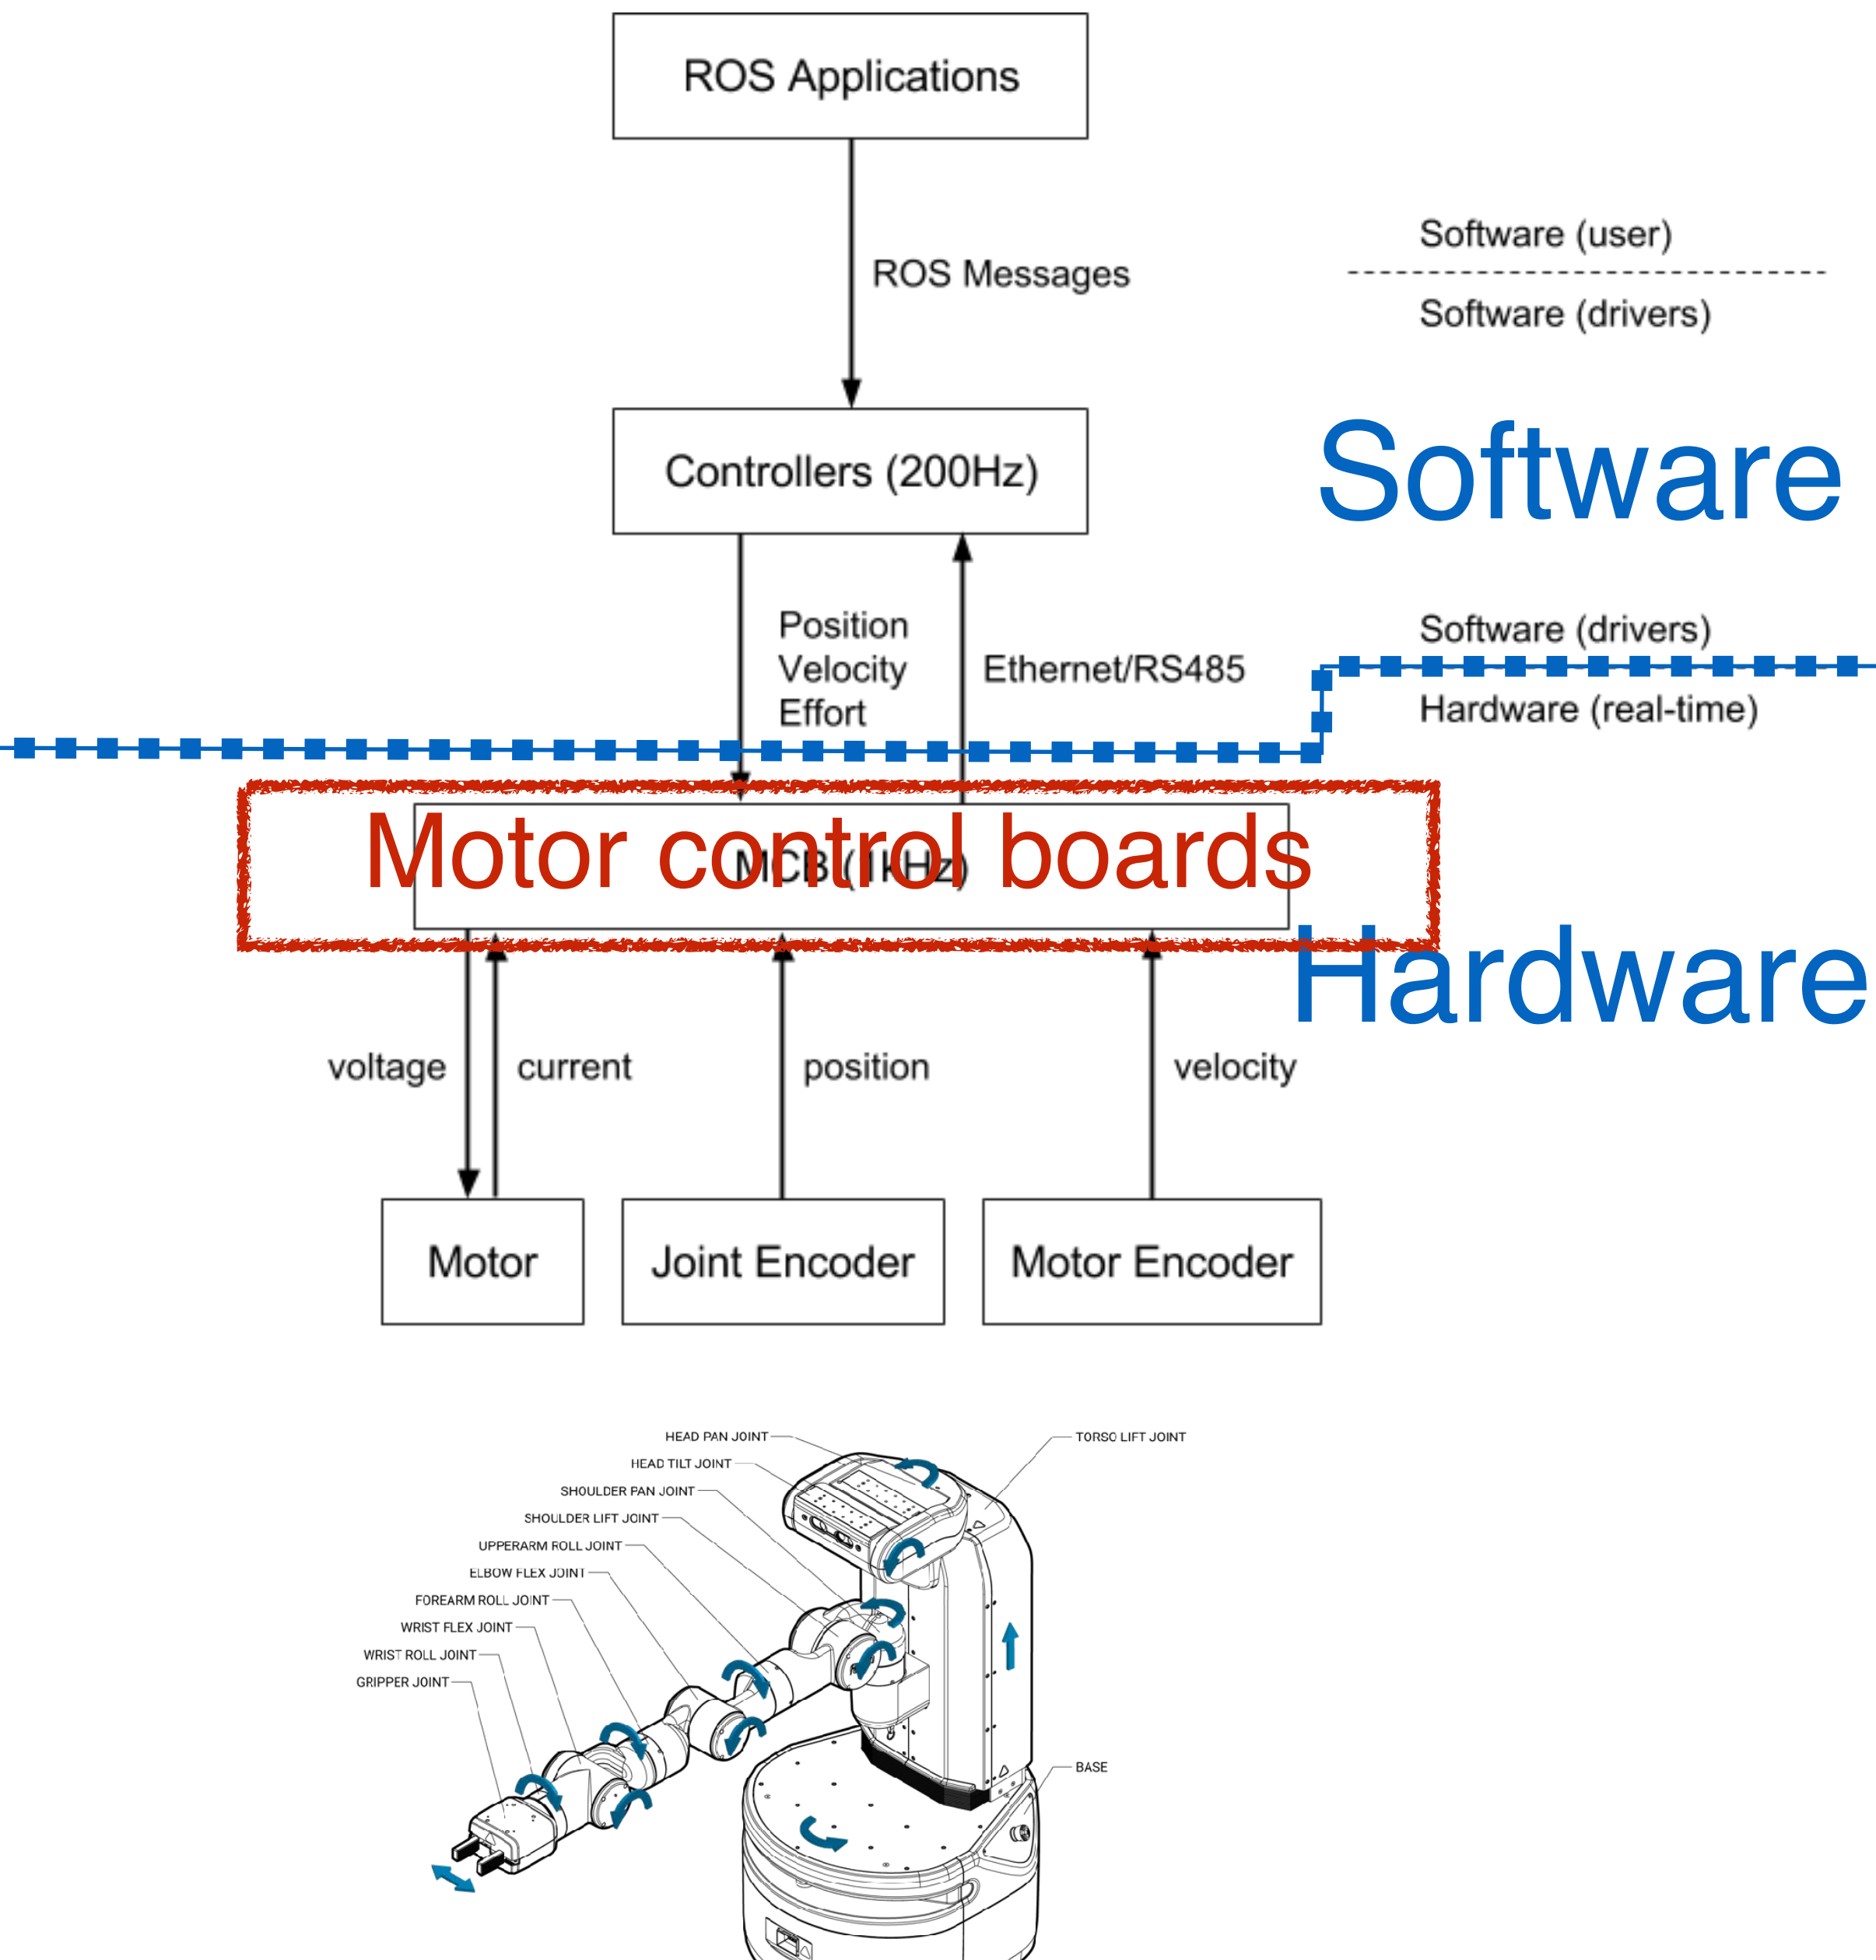 ROS Applications
Software (user)
ROS Messages
Software (drivers)
Controllers (200Hz)
Software
Position
Velocity
Effort
Ethernet/RS485
Software (drivers)
Hardware (real-time)
Motor control boards
MCB (1kHz)
Hardware
voltage
current
position
velocity
Motor
Joint Encoder
Motor Encoder
HEAD PAN JOINT
TORSO LIFT JOINT
HEAD TILT JOINT
SHOULDER PAN JOINT
SHOULDER LIFT JOINT
UPPERARM ROLL JOINT
ELBOW FLEX JOINT
FOREARM ROLL JOINT
WRIST FLEX JOINT
WRIST ROLL JOINT
GRIPPER JOINT
BASE